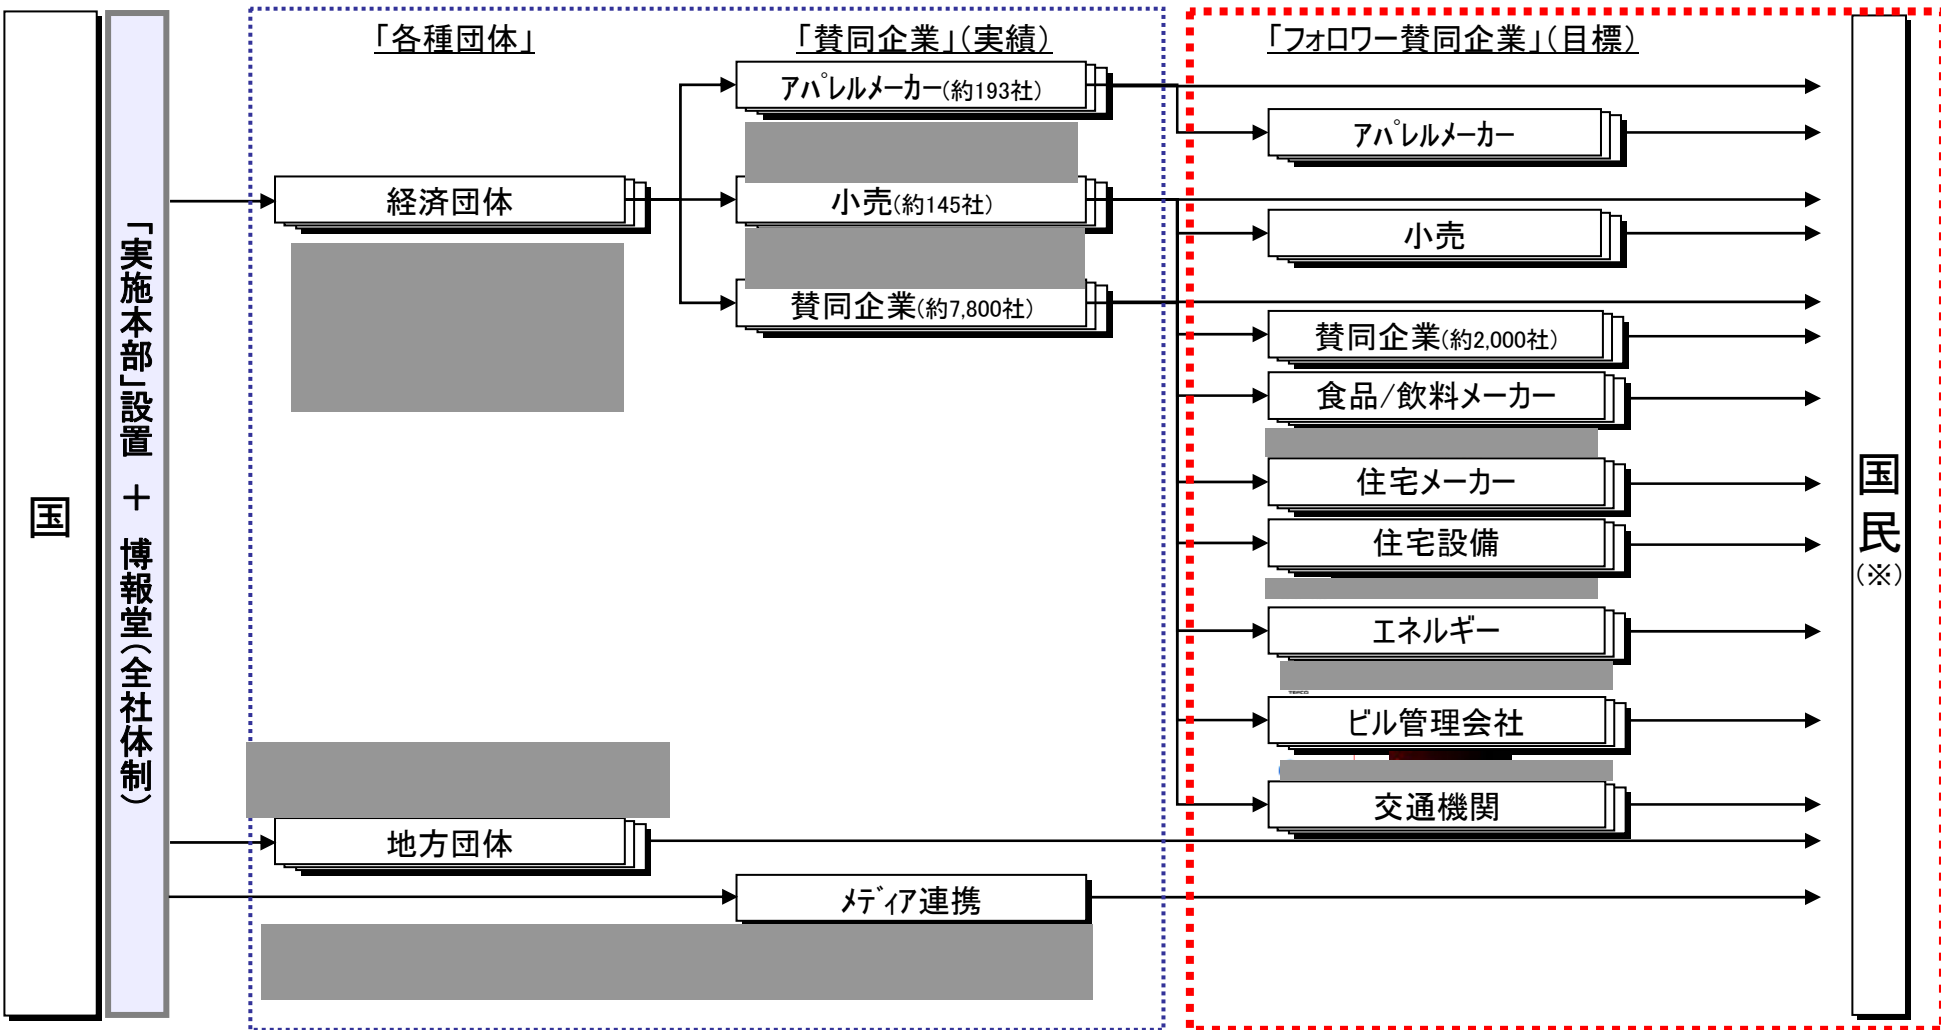 国
「実施本部」設置 ＋ 博報堂（全社体制）
「各種団体」
経済団体
地方団体
「賛同企業」（実績）
アパレルメーカー（約193社）
小売（約145社）
賛同企業（約7,800社）
メディア連携
「フォロワー賛同企業」（目標）
アパレルメーカー
小売
賛同企業（約2,000社）
食品/飲料メーカー
住宅メーカー
住宅設備
エネルギー
TEPCO
ビル管理会社
交通機関
国民
（※）